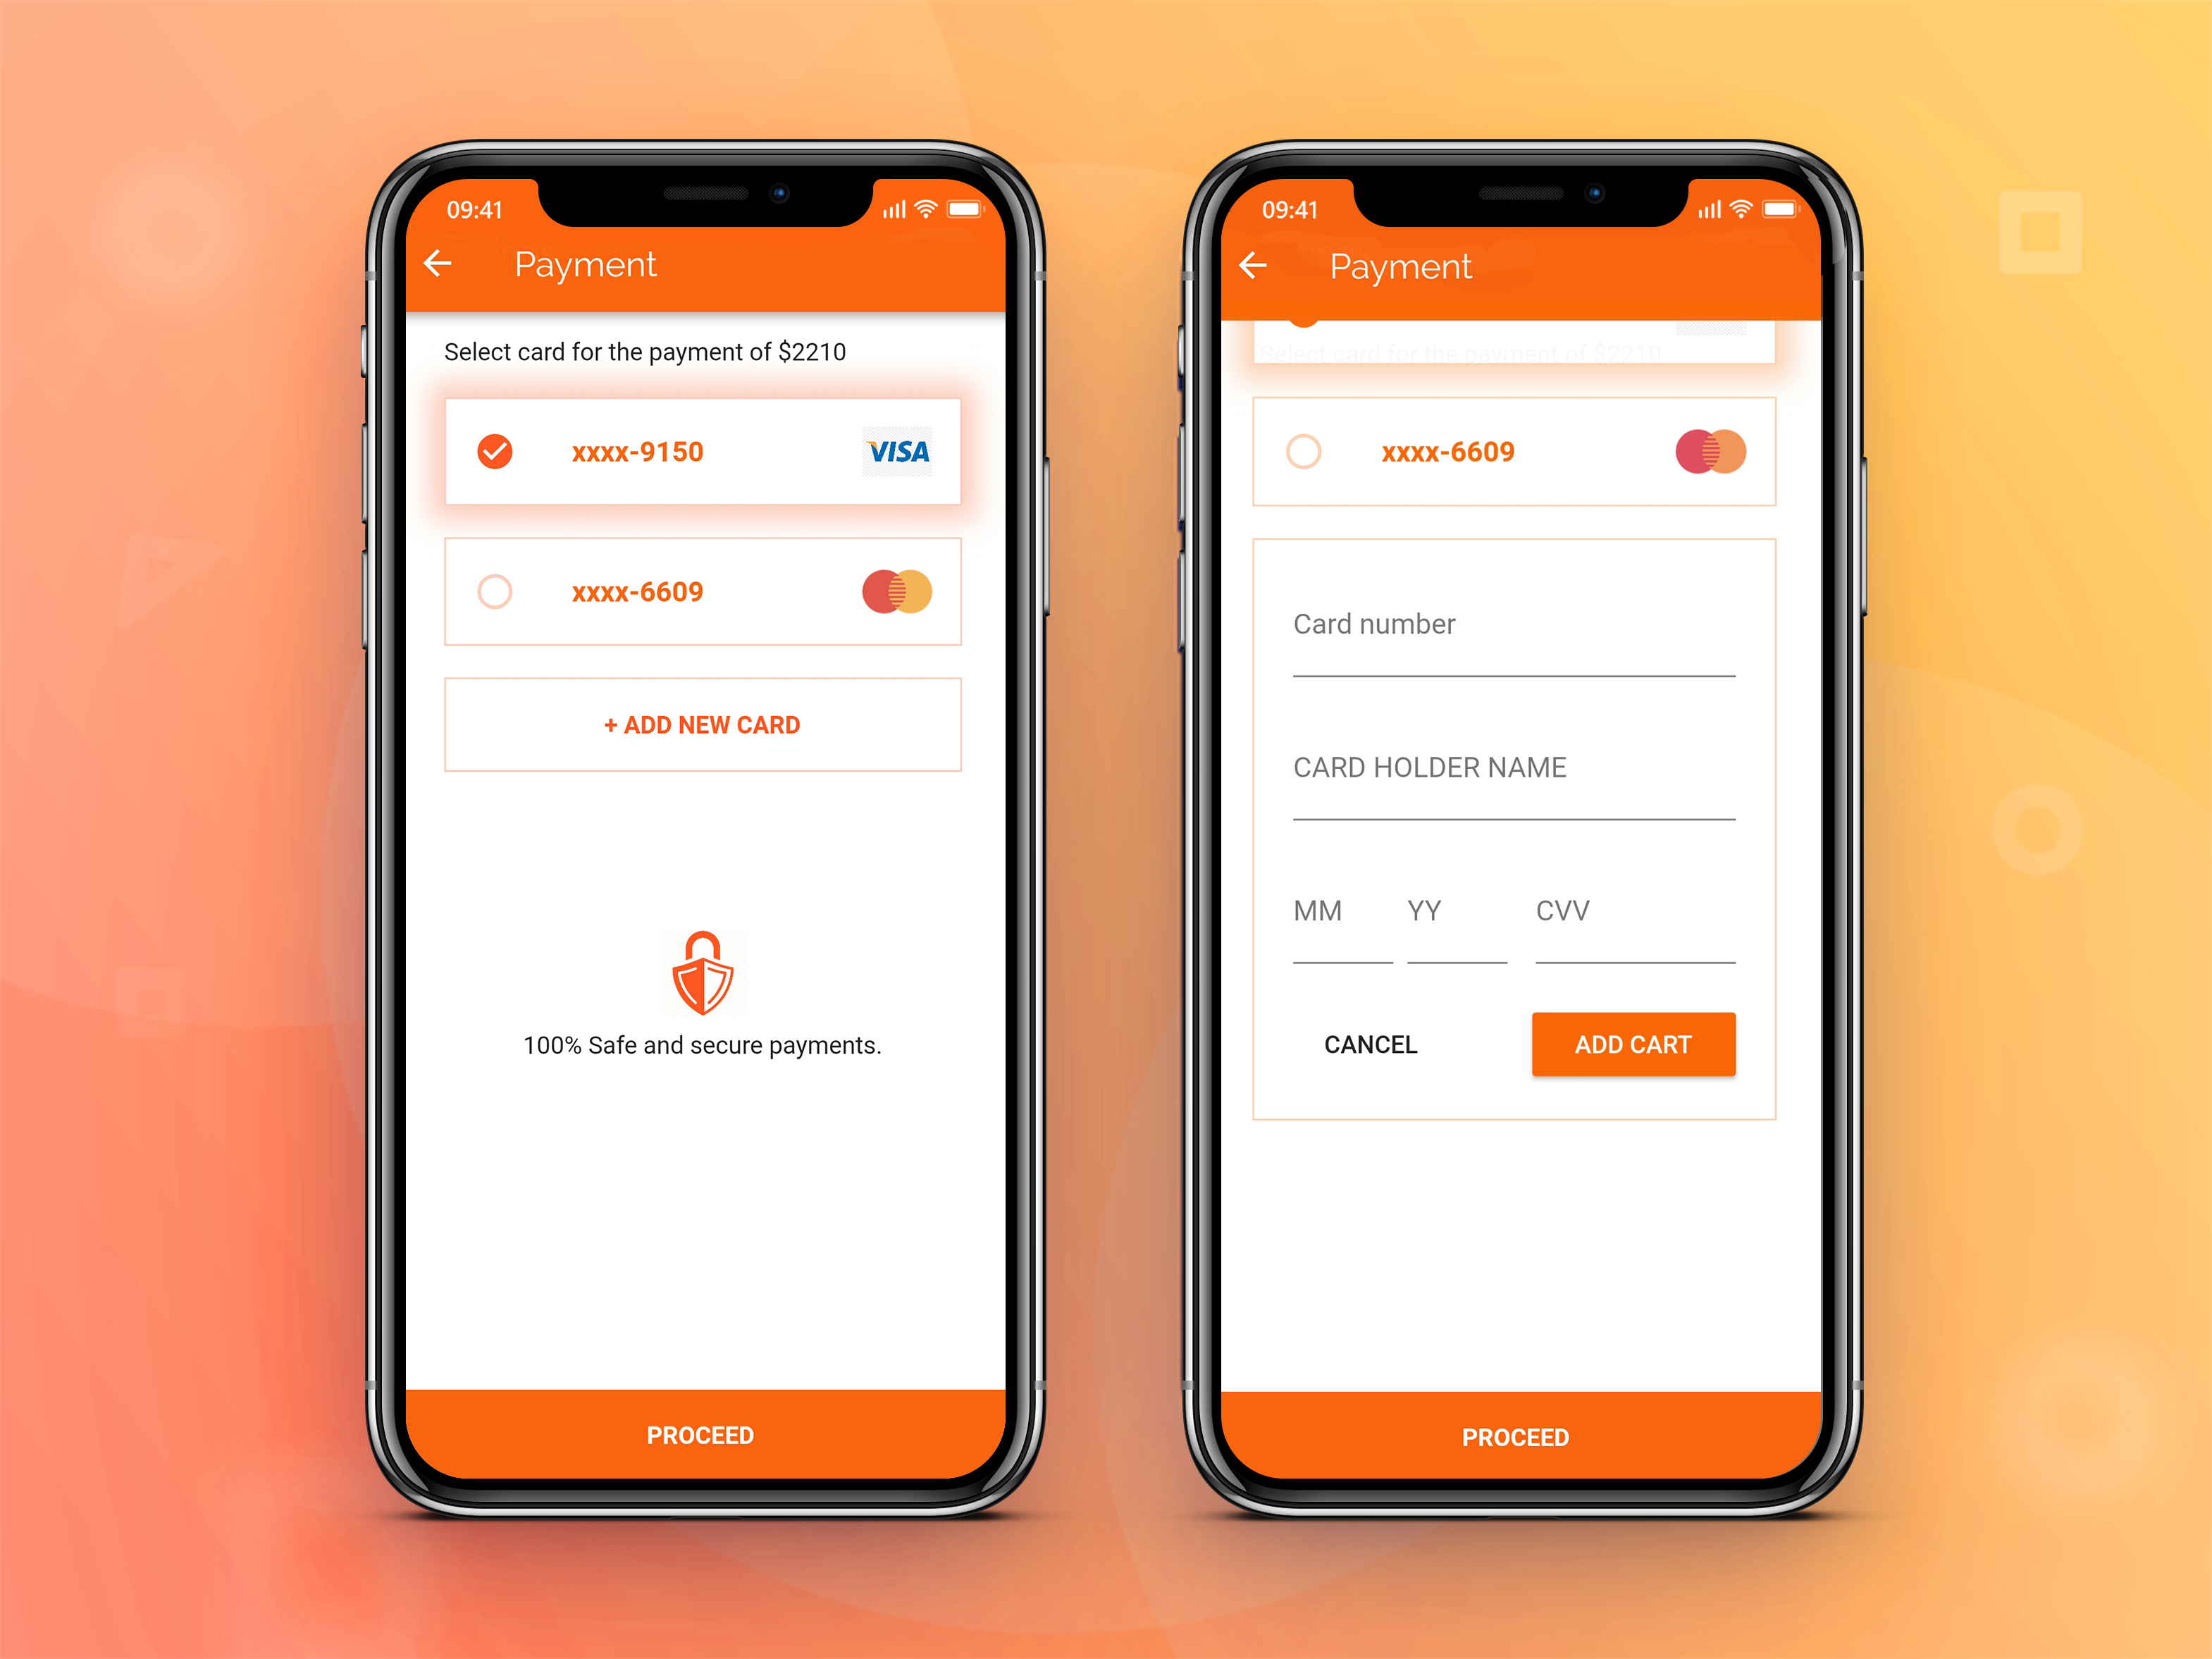 09:41
Payment
Select card for the payment of $2210
xxxx-9150
VISA
xxxx-6609
+ ADD NEW CARD
100% Safe and secure payments.
PROCEED
09:41
Payment
Select card for the payment of $2210
xxxx-6609
Card number
CARD HOLDER NAME
MM YY CVV
CANCEL ADD CART
PROCEED